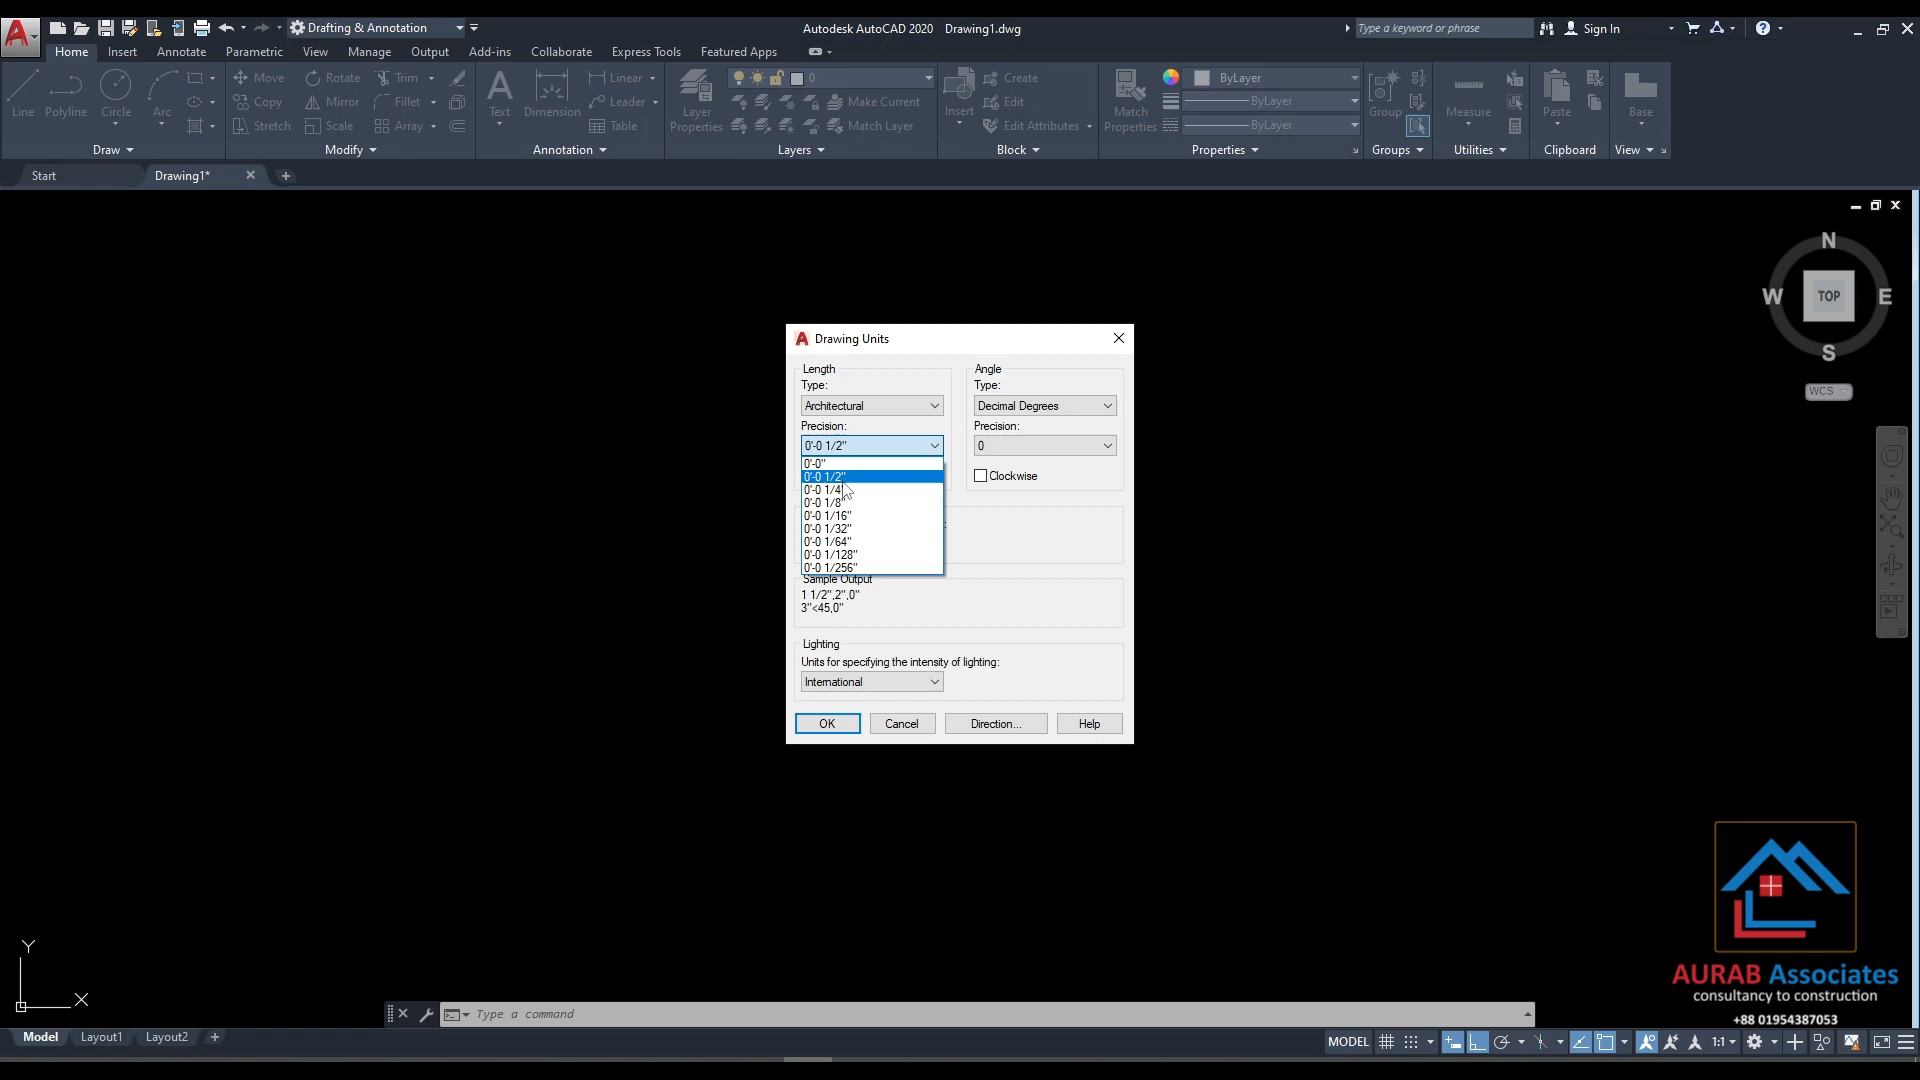 Drafting & Annotation
Autodesk AutoCAD 2020 Drawing1.dwg
Type a keyword or phrase
Sign In
Home Insert Annotate Parametric View Manage Output Add-ins Collaborate Express Tools Featured Apps
Line Polyline Circle Arc
Move Rotate Trim
Copy Mirror Fillet
Stretch Scale Array
Text Dimension
Linear
Leader
Table
Layer
Properties
0
Make Current
Match Layer
Insert
Create
Edit
Edit Attributes
Match
Properties
ByLayer
ByLayer
ByLayer
Group
Measure
Paste
Base
Draw Modify Annotation Layers Block Properties Groups Utilities Clipboard View
Start Drawing1*
N
W TOP E
S
WCS
Drawing Units
Length
Type:
Architectural
Precision:
0'-0 1/2"
0'-0"
0'-0 1/2"
0'-0 1/4
0'-0 1/8"
0'-0 1/16"
0'-0 1/32"
0'-0 1/64"
0'-0 1/128"
0'-0 1/256"
Angle
Type:
Decimal Degrees
Precision:
0
Clockwise
Sample Output
1 1/2",2",0"
3"<45,0"
Lighting
Units for specifying the intensity of lighting:
International
OK Cancel Direction... Help
AURAB Associates
consultancy to construction
+88 01954387053
Y
X
Type a command
Model Layout1 Layout2
MODEL
1:1